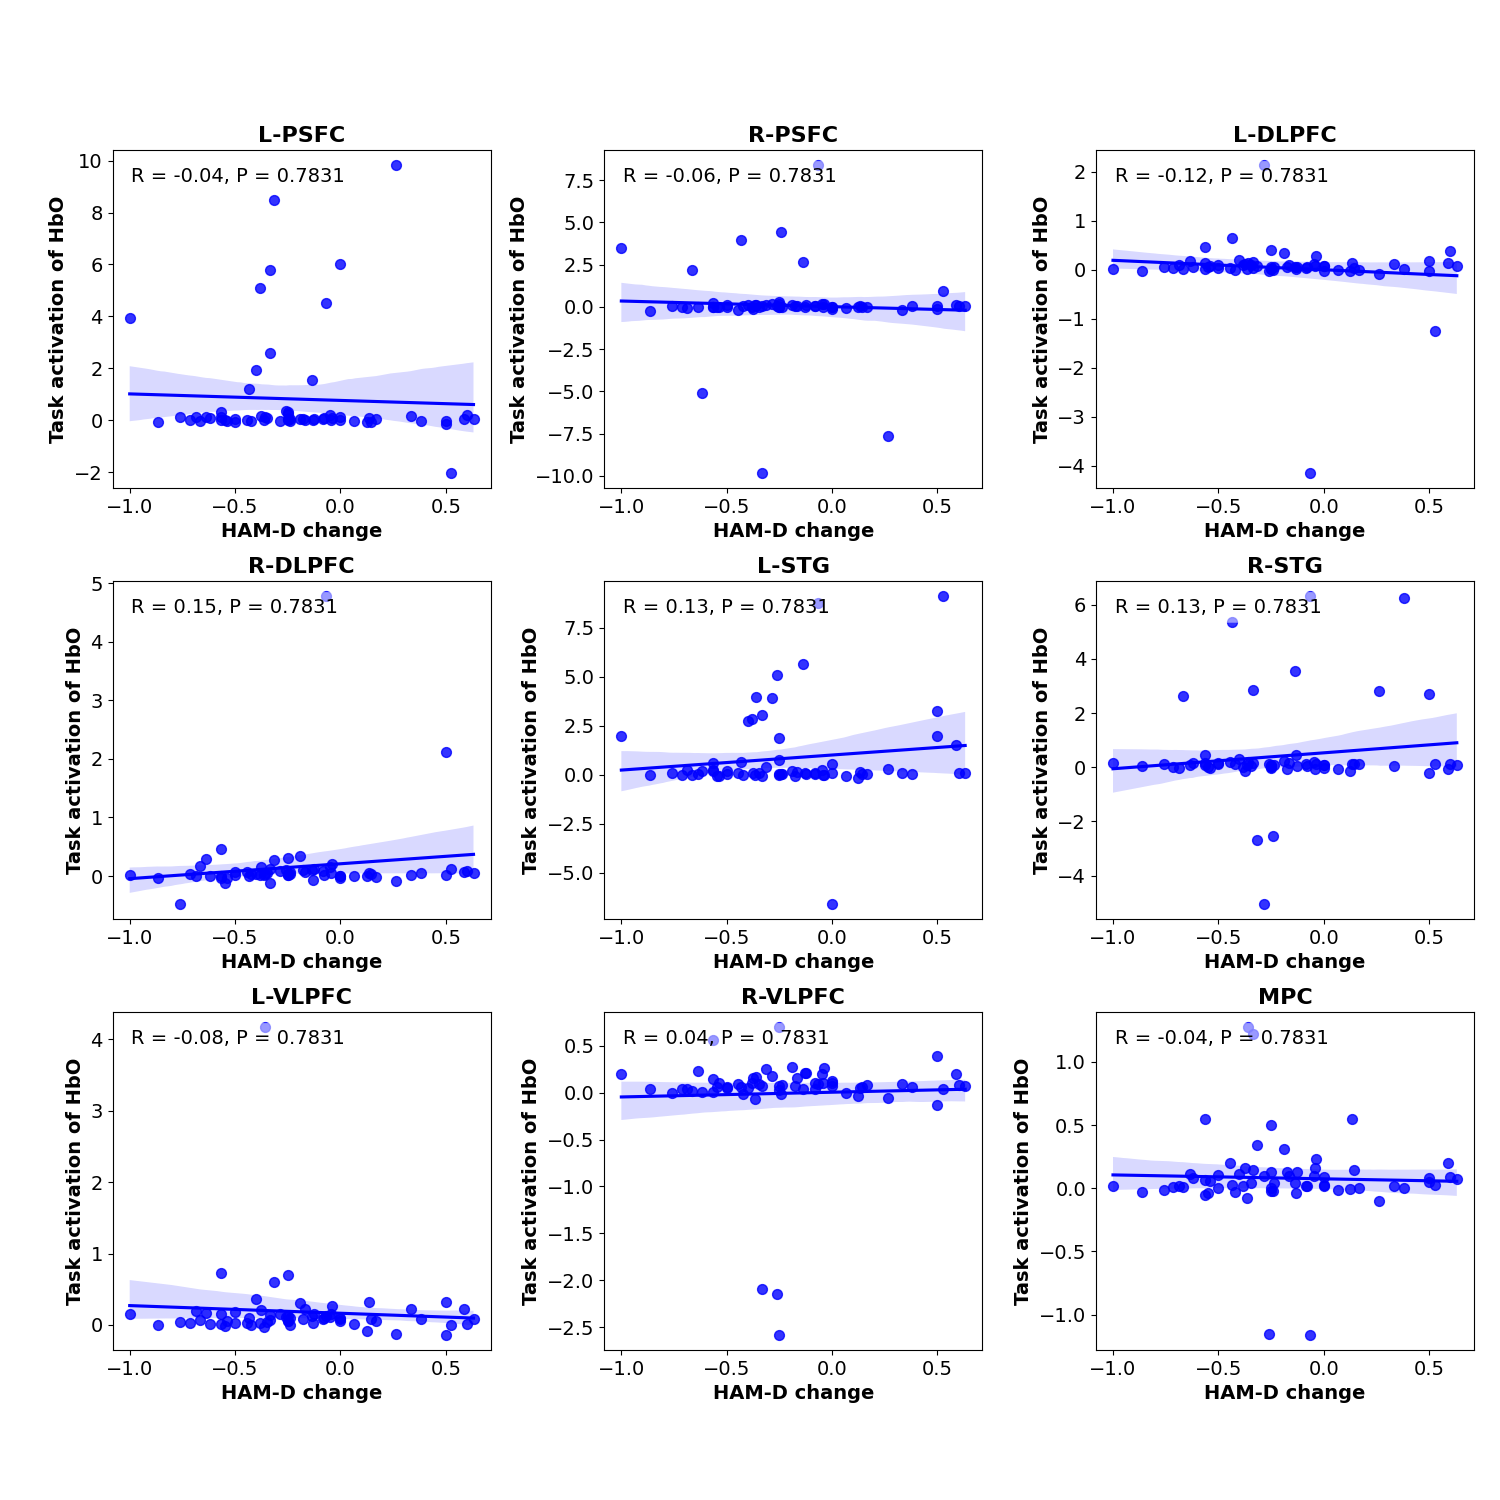 L-PSFC
R-PSFC
L-DLPFC
R = -0.04, P = 0.7831
R = -0.06, P = 0.7831
R = -0.12, P = 0.7831
Task activation of HbO
10
8
6
4
2
0
−2
Task activation of HbO
7.5
5.0
2.5
0.0
−2.5
−5.0
−7.5
−10.0
Task activation of HbO
2
1
0
−1
−2
−3
−4
−1.0 −0.5 0.0 0.5
−1.0 −0.5 0.0 0.5
−1.0 −0.5 0.0 0.5
HAM-D change
HAM-D change
HAM-D change
R-DLPFC
L-STG
R-STG
R = 0.15, P = 0.7831
R = 0.13, P = 0.7831
R = 0.13, P = 0.7831
Task activation of HbO
5
4
3
2
1
0
Task activation of HbO
7.5
5.0
2.5
0.0
−2.5
−5.0
Task activation of HbO
6
4
2
0
−2
−4
−1.0 −0.5 0.0 0.5
−1.0 −0.5 0.0 0.5
−1.0 −0.5 0.0 0.5
HAM-D change
HAM-D change
HAM-D change
L-VLPFC
R-VLPFC
MPC
R = -0.08, P = 0.7831
R = 0.04, P = 0.7831
R = -0.04, P = 0.7831
Task activation of HbO
4
3
2
1
0
Task activation of HbO
0.5
0.0
−0.5
−1.0
−1.5
−2.0
−2.5
Task activation of HbO
1.0
0.5
0.0
−0.5
−1.0
−1.0 −0.5 0.0 0.5
−1.0 −0.5 0.0 0.5
−1.0 −0.5 0.0 0.5
HAM-D change
HAM-D change
HAM-D change